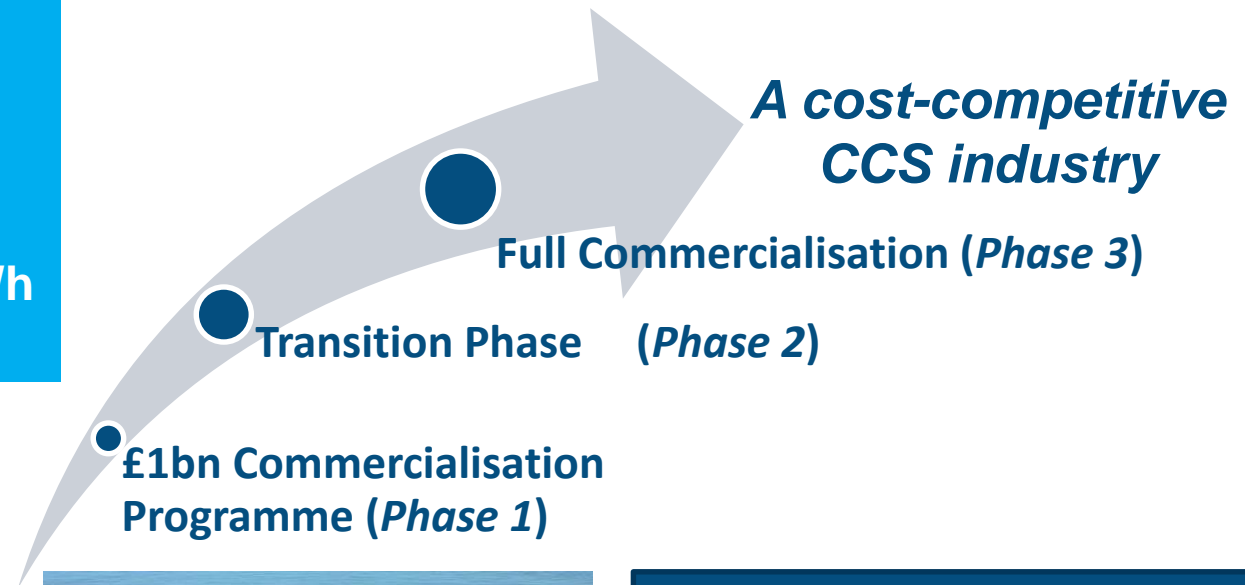 A cost-competitive
CCS industry
/h
Full Commercialisation (Phase 3)
Transition Phase (Phase 2)
£1bn Commercialisation
Programme (Phase 1)